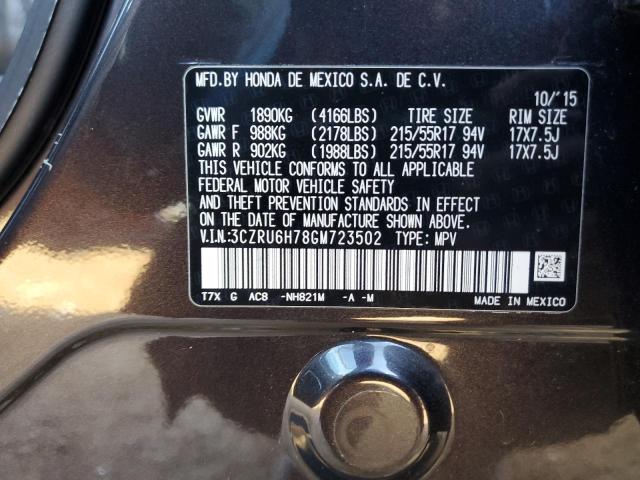 MFD. BY HONDA DE MEXICO S.A. DE C.V.
10/'15
GVWR 1890KG (4166LBS) TIRE SIZE RIM SIZE
GAWR F 988KG (2178LBS) 215/55R17 94V 17X7.5J
GAWR R 902KG (1988LBS) 215/55R17 94V 17X7.5J
THIS VEHICLE CONFORMS TO ALL APPLICABLE
FEDERAL MOTOR VEHICLE SAFETY
AND THEFT PREVENTION STANDARDS IN EFFECT ON
THE DATE OF MANUFACTURE SHOWN ABOVE.
V.I.N.:3CZRU6H78GM723502 TYPE: MPV
T7X G AC8 -NH821M -A -M
MADE IN MEXICO